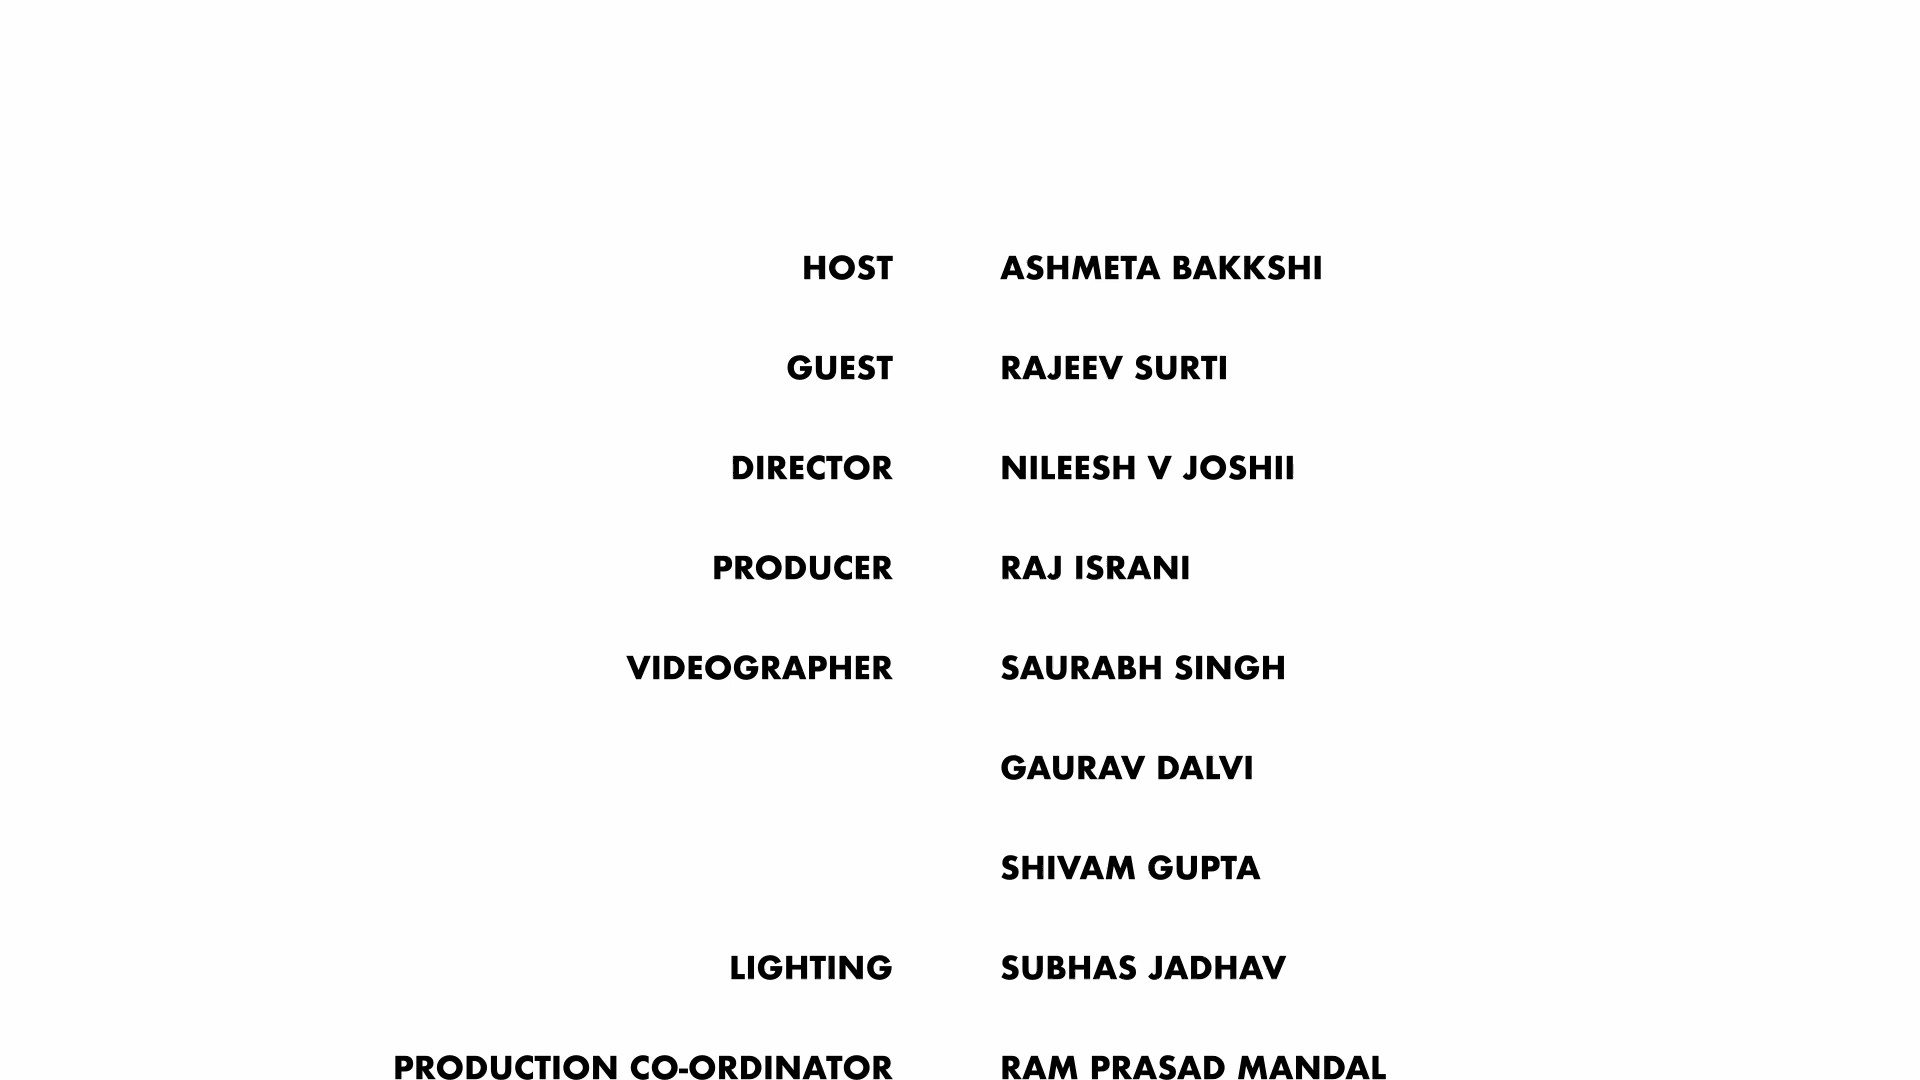 HOST ASHMETA BAKKSHI
GUEST RAJEEV SURTI
DIRECTOR NILEESH V JOSHII
PRODUCER RAJ ISRANI
VIDEOGRAPHER SAURABH SINGH
GAURAV DALVI
SHIVAM GUPTA
LIGHTING SUBHAS JADHAV
PRODUCTION CO-ORDINATOR RAM PRASAD MANDAL